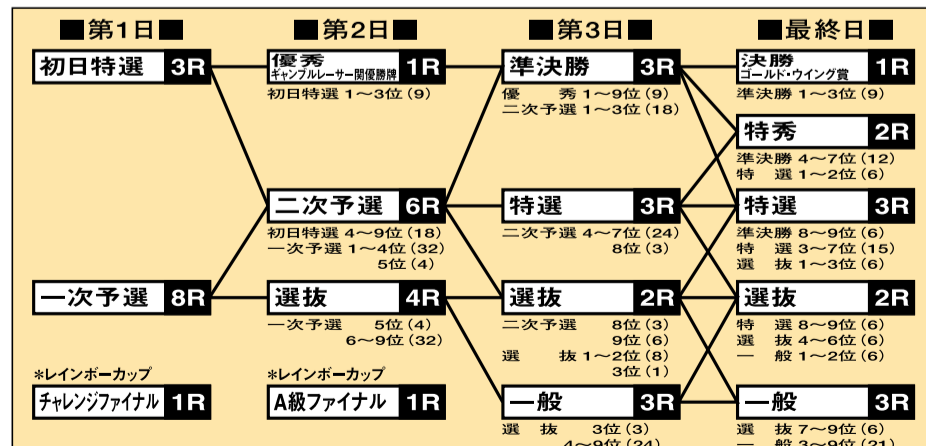 ■第1日■
初日特選 3R
一次予選 8R
*レインボーカップ
チャレンジファイナル 1R
■第2日■
優秀
ギャンブルレーサー関優勝牌 1R
初日特選 1〜3位(9)
二次予選 6R
初日特選 4〜9位(18)
一次予選 1〜4位(32)
5位(4)
選抜 4R
一次予選 5位(4)
6〜9位(32)
*レインボーカップ
A級ファイナル 1R
■第3日■
準決勝 3R
優秀 1〜9位(9)
二次予選 1〜3位(18)
特選 3R
二次予選 4〜7位(24)
8位(3)
選抜 2R
二次予選 8位(3)
9位(6)
選抜 1〜2位(8)
3位(1)
一般 3R
選抜 3位(3)
4〜9位(24)
■最終日■
決勝
ゴールド・ウイング賞 1R
準決勝 1〜3位(9)
特秀 2R
準決勝 4〜7位(12)
特選 1〜2位(6)
特選 3R
準決勝 8〜9位(6)
特選 3〜7位(15)
選抜 1〜3位(6)
選抜 2R
特選 8〜9位(6)
選抜 4〜6位(6)
一般 1〜2位(6)
一般 3R
選抜 7〜9位(6)
一般 3〜9位(21)